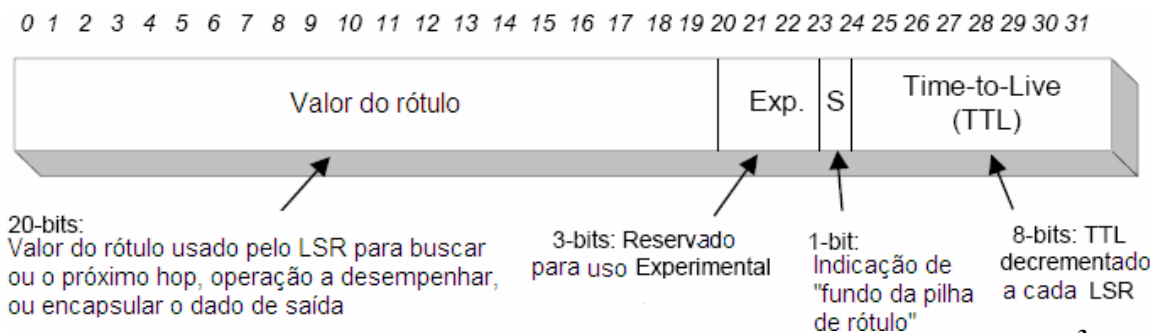 0 1 2 3 4 5 6 7 8 9 10 11 12 13 14 15 16 17 18 19 20 21 22 23 24 25 26 27 28 29 30 31
Valor do rótulo
Exp.
S
Time-to-Live
(TTL)
20-bits:
Valor do rótulo usado pelo LSR para buscar
ou o próximo hop, operação a desempenhar,
ou encapsular o dado de saída
3-bits: Reservado
para uso Experimental
1-bit:
Indicação de
"fundo da pilha
de rótulo"
8-bits: TTL
decrementado
a cada LSR